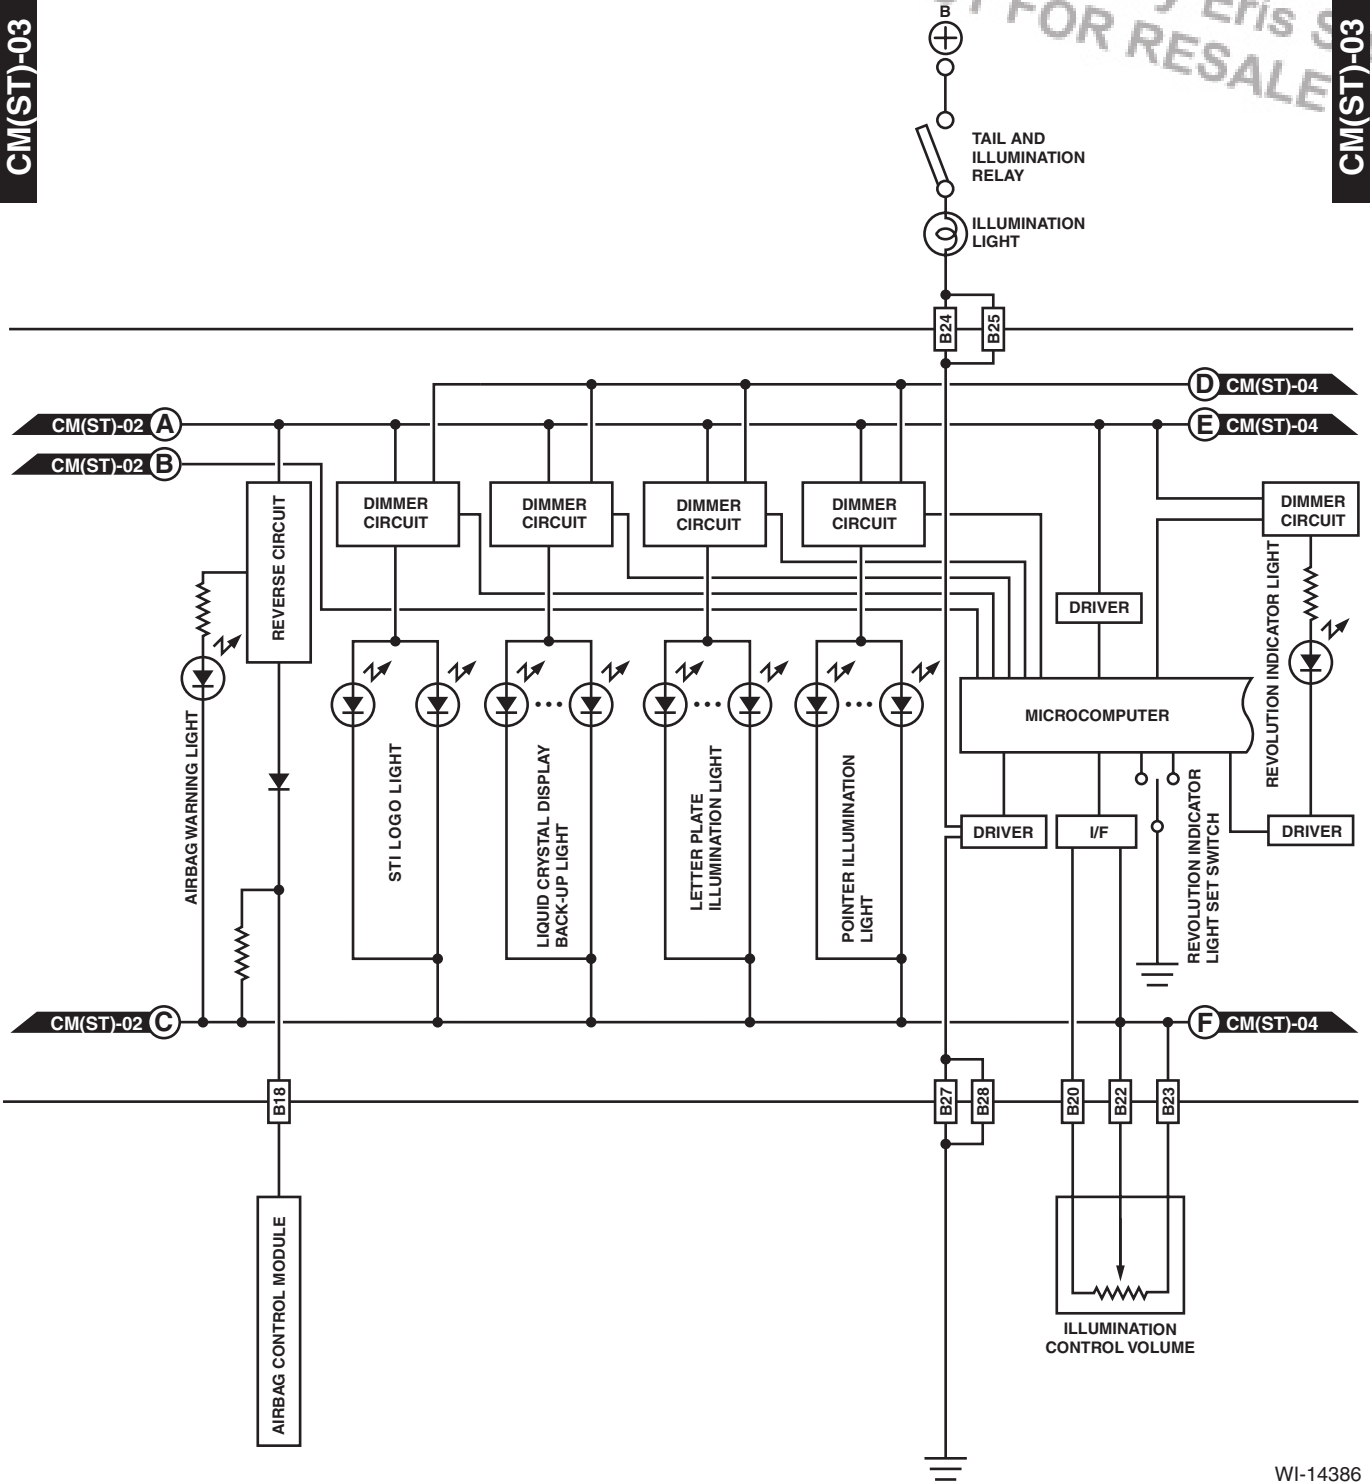 CM(ST)-03
CM(ST)-03
FOR RESALE
B
TAIL AND
ILLUMINATION
RELAY
ILLUMINATION
LIGHT
B24
B25
D CM(ST)-04
CM(ST)-02 A
E CM(ST)-04
CM(ST)-02 B
REVERSE CIRCUIT
DIMMER
CIRCUIT
DIMMER
CIRCUIT
DIMMER
CIRCUIT
DIMMER
CIRCUIT
DIMMER
CIRCUIT
DRIVER
REVOLUTION INDICATOR LIGHT
MICROCOMPUTER
AIRBAG WARNING LIGHT
STI LOGO LIGHT
LIQUID CRYSTAL DISPLAY
BACK-UP LIGHT
LETTER PLATE
ILLUMINATION LIGHT
POINTER ILLUMINATION
LIGHT
DRIVER
I/F
REVOLUTION INDICATOR
LIGHT SET SWITCH
DRIVER
CM(ST)-02 C
F CM(ST)-04
B18
B27
B28
B20
B22
B23
AIRBAG CONTROL MODULE
ILLUMINATION
CONTROL VOLUME
WI-14386